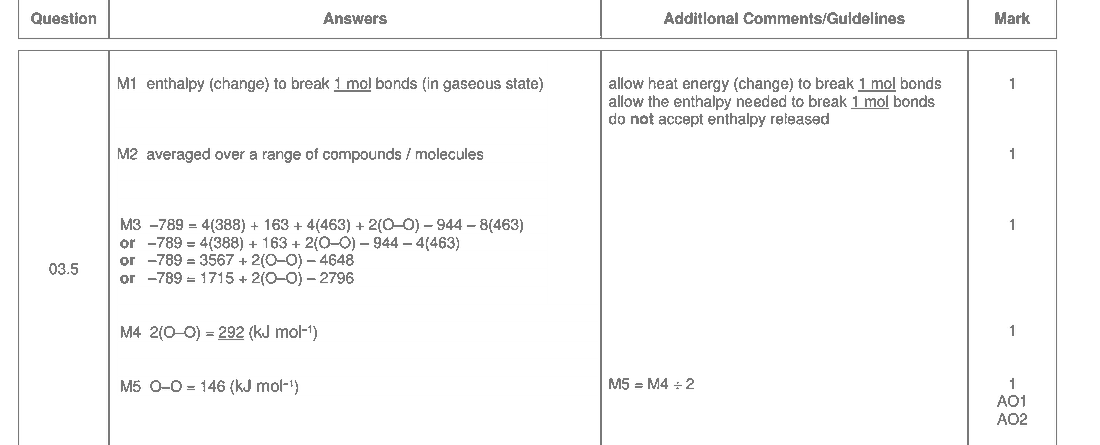 Question Answers Additional Comments/Guidelines Mark
M1 enthalpy (change) to break 1 mol bonds (in gaseous state) allow heat energy (change) to break 1 mol bonds 1
allow the enthalpy needed to break 1 mol bonds
do not accept enthalpy released
M2 averaged over a range of compounds / molecules 1
M3 –789 = 4(388) + 163 + 4(463) + 2(O–O) – 944 – 8(463) 1
or –789 = 4(388) + 163 + 2(O–O) – 944 – 4(463)
03.5 or –789 = 3567 + 2(O–O) – 4648
or –789 = 1715 + 2(O–O) – 2796
M4 2(O–O) = 292 (kJ mol⁻¹) 1
M5 O–O = 146 (kJ mol⁻¹) M5 = M4 ÷ 2 1
AO1
AO2